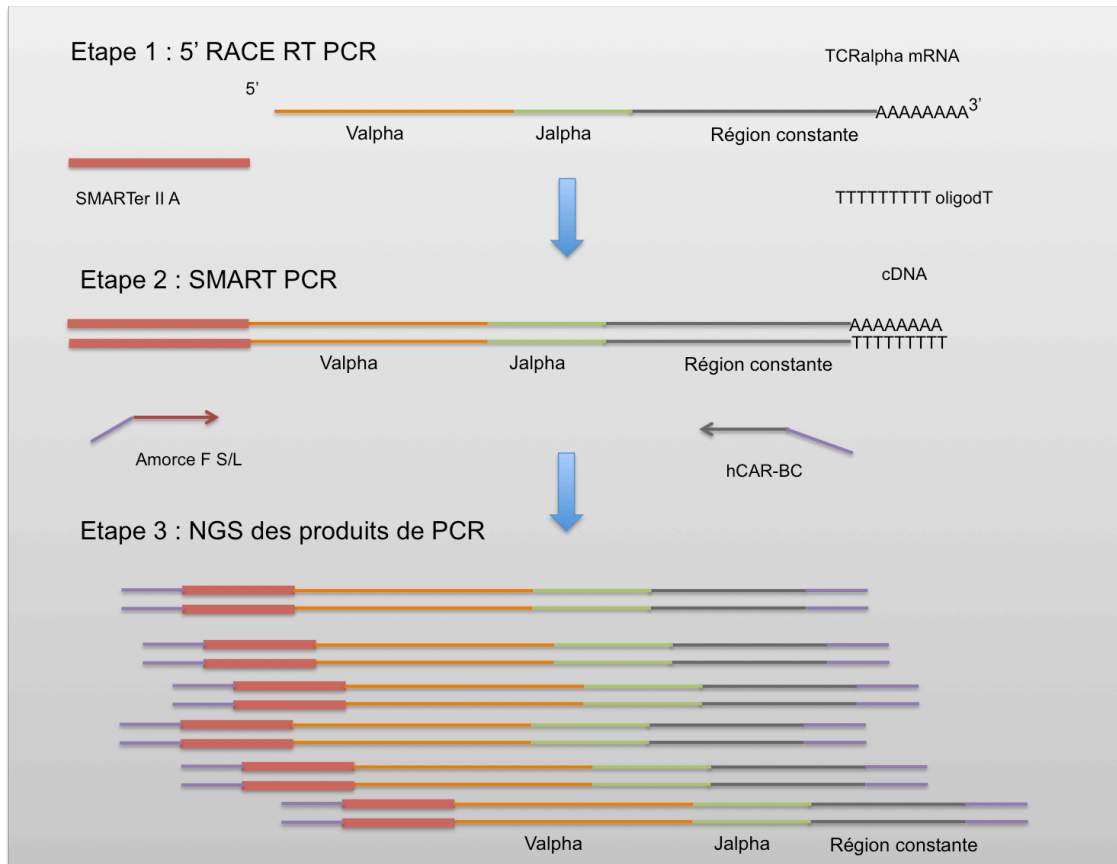 Etape 1 : 5' RACE RT PCR
TCRalpha mRNA
5'
AAAAAAAA3'
Valpha
Jalpha
Région constante
SMARTer II A
TTTTTTTTT oligodT
Etape 2 : SMART PCR
cDNA
AAAAAAAA
TTTTTTTTT
Valpha
Jalpha
Région constante
Amorce F S/L
hCAR-BC
Etape 3 : NGS des produits de PCR
Valpha
Jalpha
Région constante